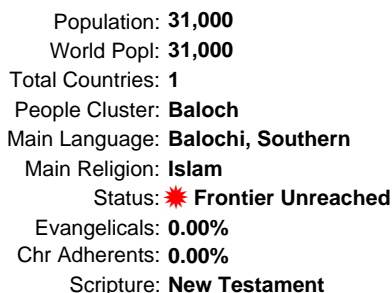 Population: 31,000
World Popl: 31,000
Total Countries: 1
People Cluster: Baloch
Main Language: Balochi, Southern
Main Religion: Islam
Status: Frontier Unreached
Evangelicals: 0.00%
Chr Adherents: 0.00%
Scripture: New Testament